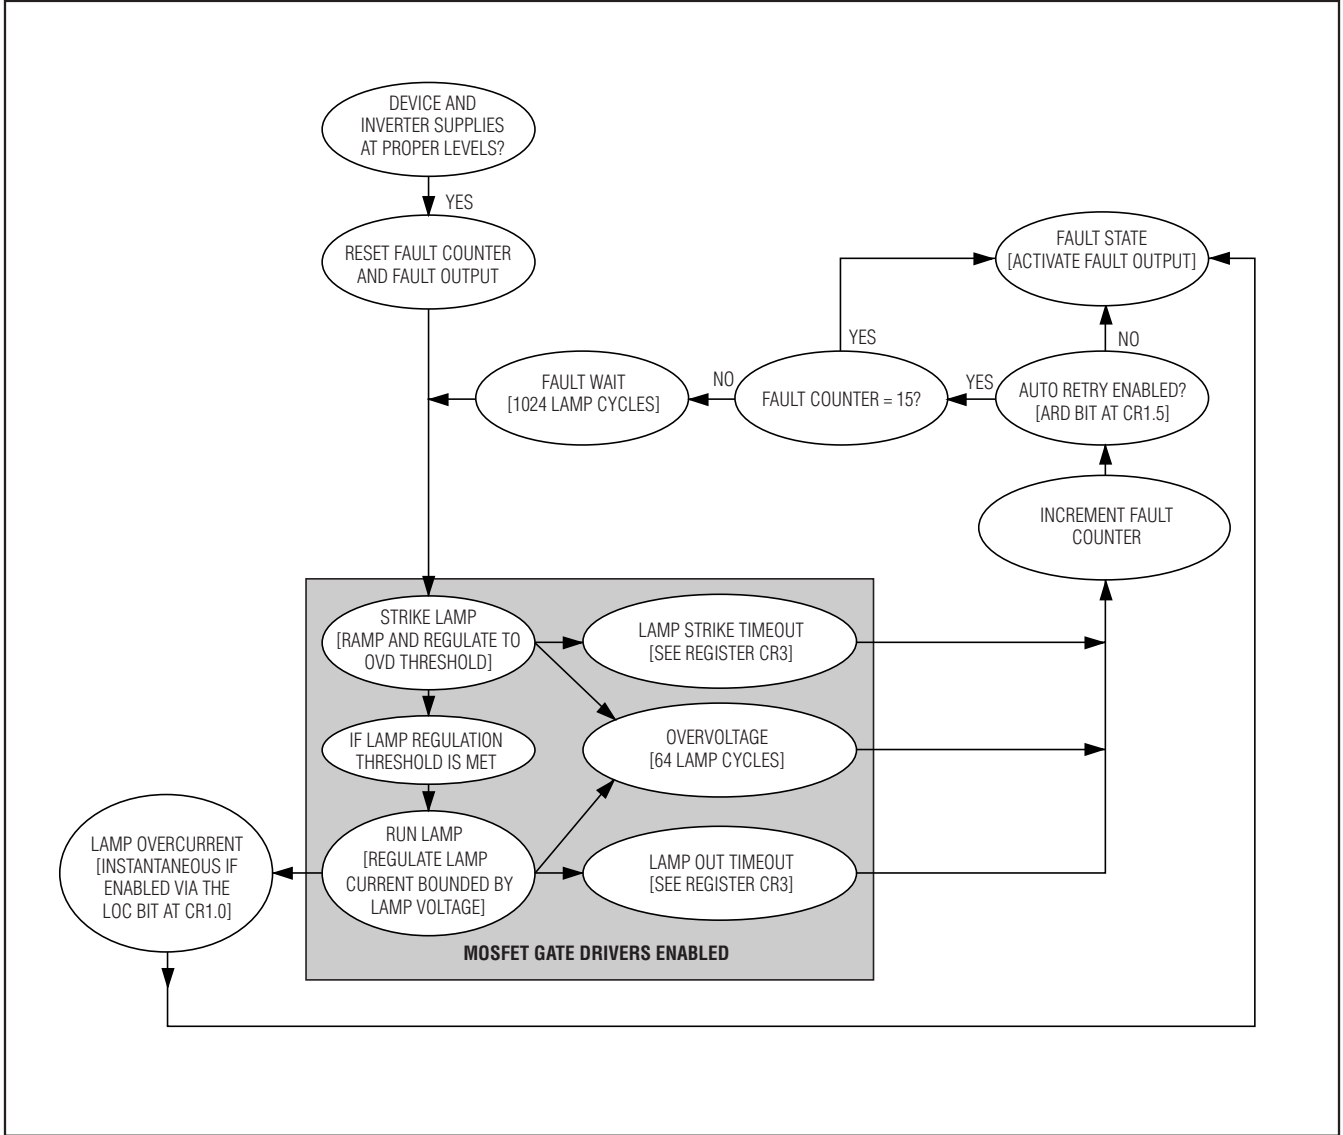 DEVICE AND
INVERTER SUPPLIES
AT PROPER LEVELS?
YES
RESET FAULT COUNTER
AND FAULT OUTPUT
FAULT STATE
[ACTIVATE FAULT OUTPUT]
YES
NO
FAULT WAIT
[1024 LAMP CYCLES]
NO
FAULT COUNTER = 15?
YES
AUTO RETRY ENABLED?
[ARD BIT AT CR1.5]
INCREMENT FAULT
COUNTER
STRIKE LAMP
[RAMP AND REGULATE TO
OVD THRESHOLD]
LAMP STRIKE TIMEOUT
[SEE REGISTER CR3]
IF LAMP REGULATION
THRESHOLD IS MET
OVERVOLTAGE
[64 LAMP CYCLES]
LAMP OVERCURRENT
[INSTANTANEOUS IF
ENABLED VIA THE
LOC BIT AT CR1.0]
RUN LAMP
[REGULATE LAMP
CURRENT BOUNDED BY
LAMP VOLTAGE]
LAMP OUT TIMEOUT
[SEE REGISTER CR3]
MOSFET GATE DRIVERS ENABLED